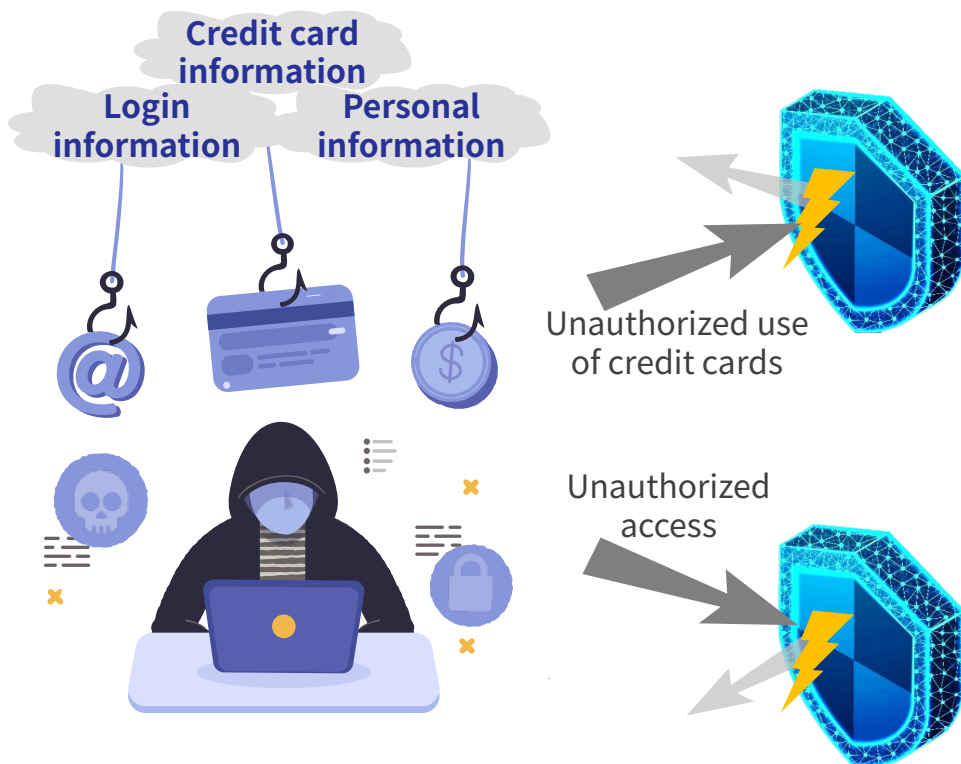 Credit card
information
Login
information
Personal
information
Unauthorized use
of credit cards
Unauthorized
access